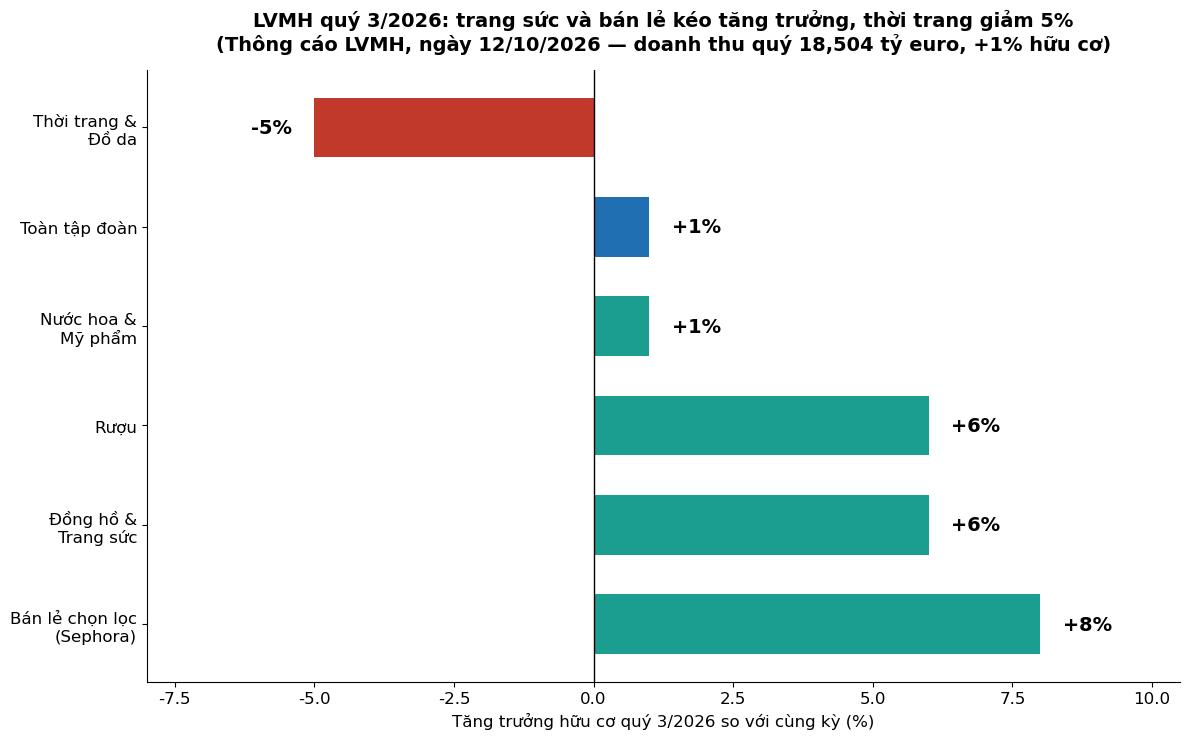 LVMH quý 3/2026: trang sức và bán lẻ kéo tăng trưởng, thời trang giảm 5%
(Thông cáo LVMH, ngày 12/10/2026 — doanh thu quý 18,504 tỷ euro, +1% hữu cơ)
Thời trang &
Đồ da
-5%
Toàn tập đoàn
+1%
Nước hoa &
Mỹ phẩm
+1%
Rượu
+6%
Đồng hồ &
Trang sức
+6%
Bán lẻ chọn lọc
(Sephora)
+8%
-7.5 -5.0 -2.5 0.0 2.5 5.0 7.5 10.0
Tăng trưởng hữu cơ quý 3/2026 so với cùng kỳ (%)